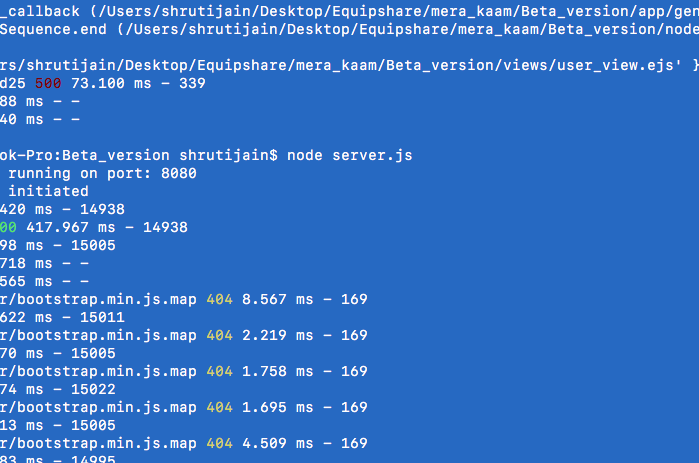 _callback (/Users/shrutijain/Desktop/Equipshare/mera_kaam/Beta_version/app/gen
Sequence.end (/Users/shrutijain/Desktop/Equipshare/mera_kaam/Beta_version/node
rs/shrutijain/Desktop/Equipshare/mera_kaam/Beta_version/views/user_view.ejs' }
d25 500 73.100 ms - 339
88 ms - -
40 ms - -
ok-Pro:Beta_version shrutijain$ node server.js
running on port: 8080
initiated
420 ms - 14938
00 417.967 ms - 14938
98 ms - 15005
718 ms - -
565 ms - -
r/bootstrap.min.js.map 404 8.567 ms - 169
622 ms - 15011
r/bootstrap.min.js.map 404 2.219 ms - 169
70 ms - 15005
r/bootstrap.min.js.map 404 1.758 ms - 169
74 ms - 15022
r/bootstrap.min.js.map 404 1.695 ms - 169
13 ms - 15005
r/bootstrap.min.js.map 404 4.509 ms - 169
83 ms - 14995